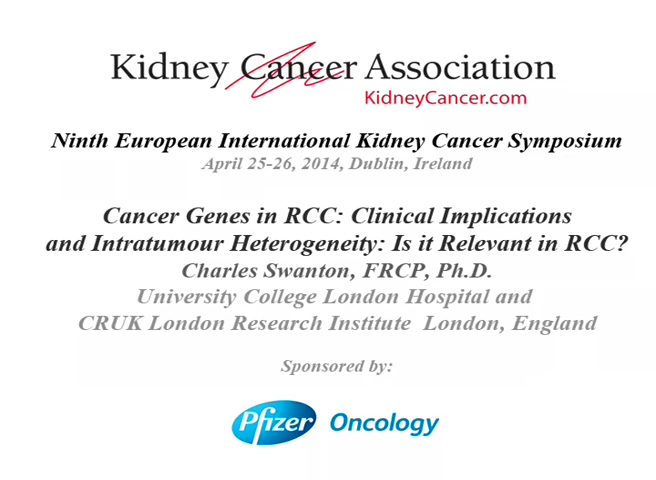 Kidney Cancer Association
KidneyCancer.com
Ninth European International Kidney Cancer Symposium
April 25-26, 2014, Dublin, Ireland
Cancer Genes in RCC: Clinical Implications
and Intratumour Heterogeneity: Is it Relevant in RCC?
Charles Swanton, FRCP, Ph.D.
University College London Hospital and
CRUK London Research Institute London, England
Sponsored by:
Pfizer Oncology